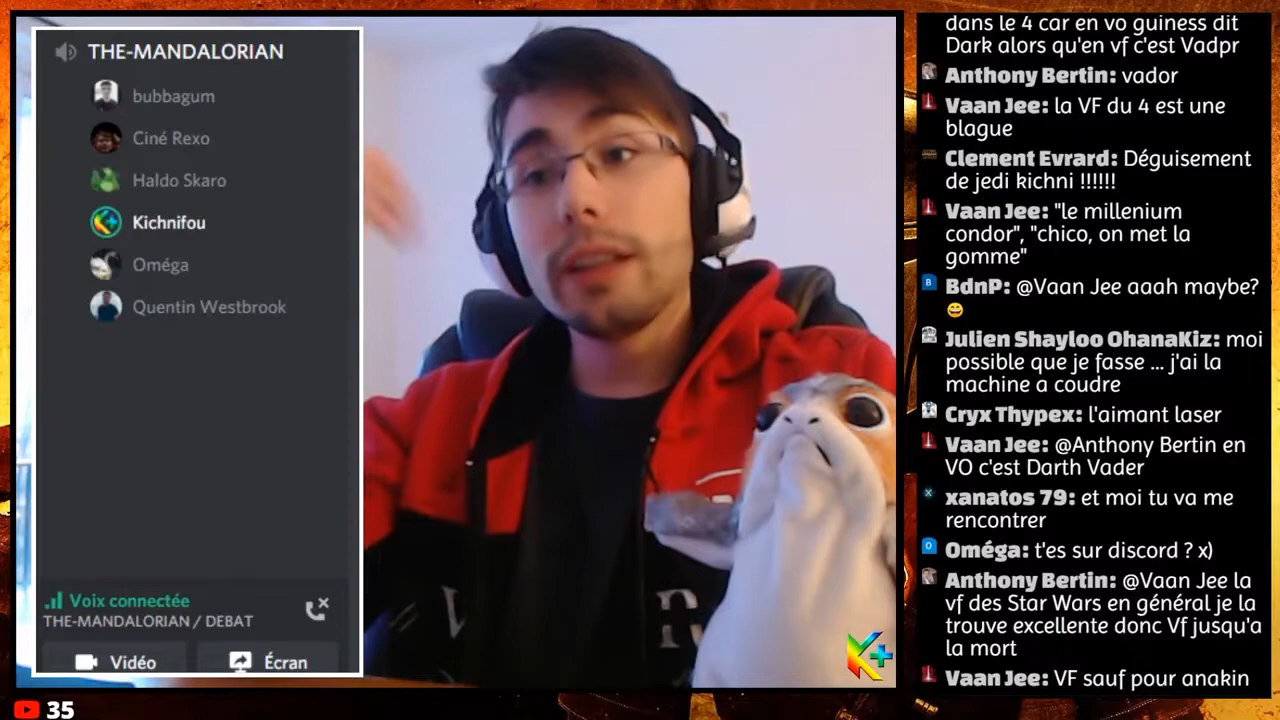 THE-MANDALORIAN
bubbagum
Ciné Rexo
Haldo Skaro
Kichnifou
Oméga
Quentin Westbrook
Voix connectée
THE-MANDALORIAN / DEBAT
Vidéo
Écran
K+
35
dans le 4 car en vo guiness dit
Dark alors qu'en vf c'est Vadpr
Anthony Bertin: vador
Vaan Jee: la VF du 4 est une
blague
Clement Evrard: Déguisement
de jedi kichni !!!!!!
Vaan Jee: "le millenium
condor", "chico, on met la
gomme"
B BdnP: @Vaan Jee aaah maybe?
Julien Shayloo OhanaKiz: moi
possible que je fasse ... j'ai la
machine a coudre
Cryx Thypex: l'aimant laser
Vaan Jee: @Anthony Bertin en
VO c'est Darth Vader
xanatos 79: et moi tu va me
rencontrer
O Oméga: t'es sur discord ? x)
Anthony Bertin: @Vaan Jee la
vf des Star Wars en général je la
trouve excellente donc Vf jusqu'a
la mort
Vaan Jee: VF sauf pour anakin